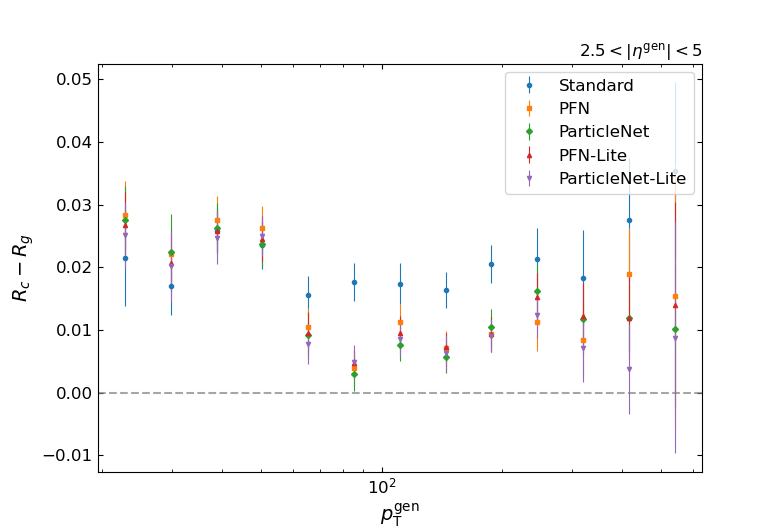 2.5 < |η^gen| < 5
0.05
0.04
0.03
0.02
0.01
0.00
−0.01
R_c − R_g
Standard
PFN
ParticleNet
PFN-Lite
ParticleNet-Lite
10^2
p_T^gen